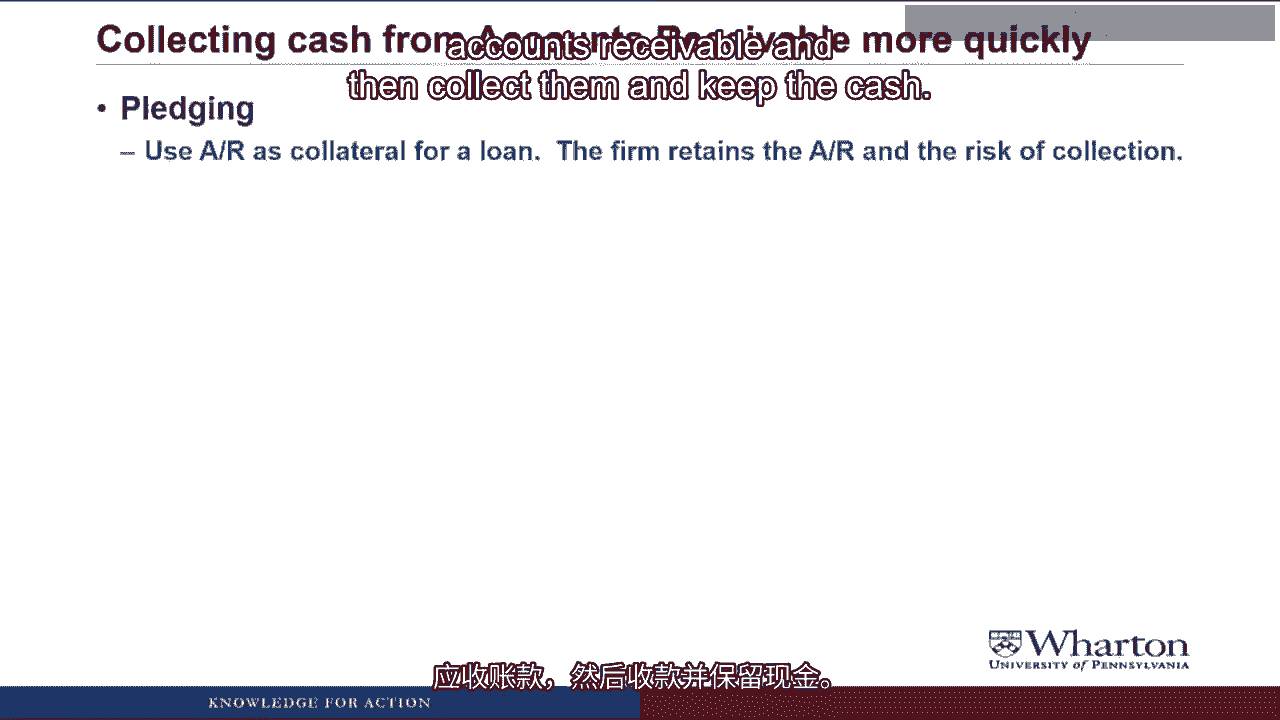 Collecting cash from Accounts Receivable more quickly
accounts receivable and
then collect them and keep the cash.
• Pledging
– Use A/R as collateral for a loan. The firm retains the A/R and the risk of collection.
Wharton
UNIVERSITY of PENNSYLVANIA
应收账款，然后收款并保留现金。
KNOWLEDGE FOR ACTION